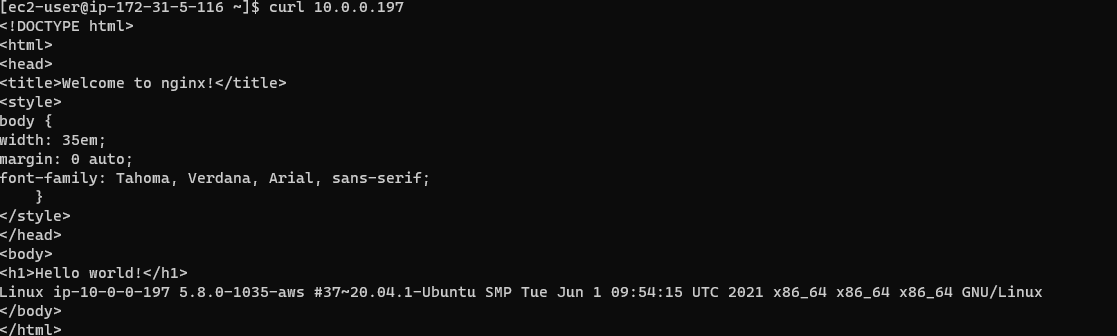 [ec2-user@ip-172-31-5-116 ~]$ curl 10.0.0.197
<!DOCTYPE html>
<html>
<head>
<title>Welcome to nginx!</title>
<style>
body {
width: 35em;
margin: 0 auto;
font-family: Tahoma, Verdana, Arial, sans-serif;
    }
</style>
</head>
<body>
<h1>Hello world!</h1>
Linux ip-10-0-0-197 5.8.0-1035-aws #37~20.04.1-Ubuntu SMP Tue Jun 1 09:54:15 UTC 2021 x86_64 x86_64 x86_64 GNU/Linux
</body>
</html>